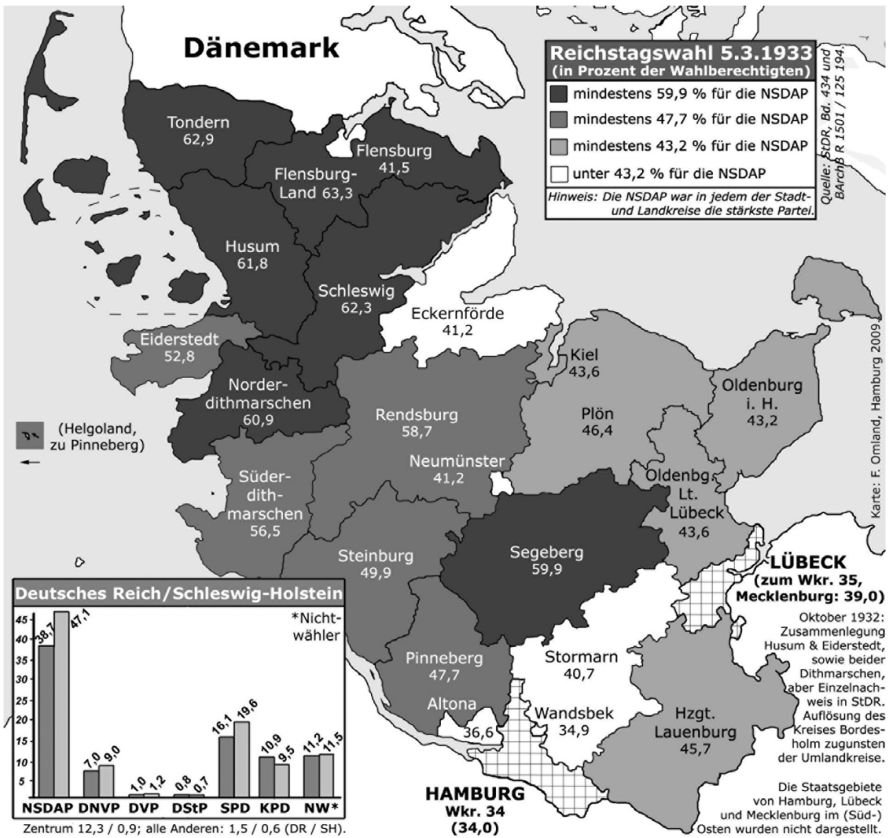 Dänemark
Reichstagswahl 5.3.1933
(in Prozent der Wahlberechtigten)
mindestens 59,9 % für die NSDAP
mindestens 47,7 % für die NSDAP
mindestens 43,2 % für die NSDAP
unter 43,2 % für die NSDAP
Hinweis: Die NSDAP war in jedem der Stadt-
und Landkreise die stärkste Partei.
Quelle: StDR, Bd. 434 und
BArchB R 1501 / 125 194.
Tondern
62,9
Flensburg
41,5
Flensburg-
Land 63,3
Husum
61,8
Schleswig
62,3
Eckernförde
41,2
Eiderstedt
52,8
Kiel
43,6
Norder-
dithmarschen
60,9
Rendsburg
58,7
Plön
46,4
Oldenburg
i. H.
43,2
(Helgoland,
zu Pinneberg)
Neumünster
41,2
Süder-
dith-
marschen
56,5
Oldenbg.
Lt.
Lübeck
43,6
Karte: F. Omland, Hamburg 2009.
Steinburg
49,9
Segeberg
59,9
LÜBECK
(zum Wkr. 35,
Mecklenburg: 39,0)
Pinneberg
47,7
Stormarn
40,7
Altona
36,6
Wandsbek
34,9
Hzgt.
Lauenburg
45,7
HAMBURG
Wkr. 34
(34,0)
Oktober 1932:
Zusammenlegung
Husum & Eiderstedt,
sowie beider
Dithmarschen,
aber Einzelnach-
weis in StDR.
Auflösung des
Kreises Bordes-
holm zugunsten
der Umlandkreise.
Die Staatsgebiete
von Hamburg, Lübeck
und Mecklenburg im (Süd-)
Osten wurden nicht dargestellt.
Deutsches Reich/Schleswig-Holstein
*Nicht-
wähler
45
40
35
30
25
20
15
10
5
38,7 47,1
7,0 9,0
1,0 1,2
0,8 0,7
16,1 19,6
10,9 9,5
11,2 11,5
NSDAP DNVP DVP DStP SPD KPD NW*
Zentrum 12,3 / 0,9; alle Anderen: 1,5 / 0,6 (DR / SH).